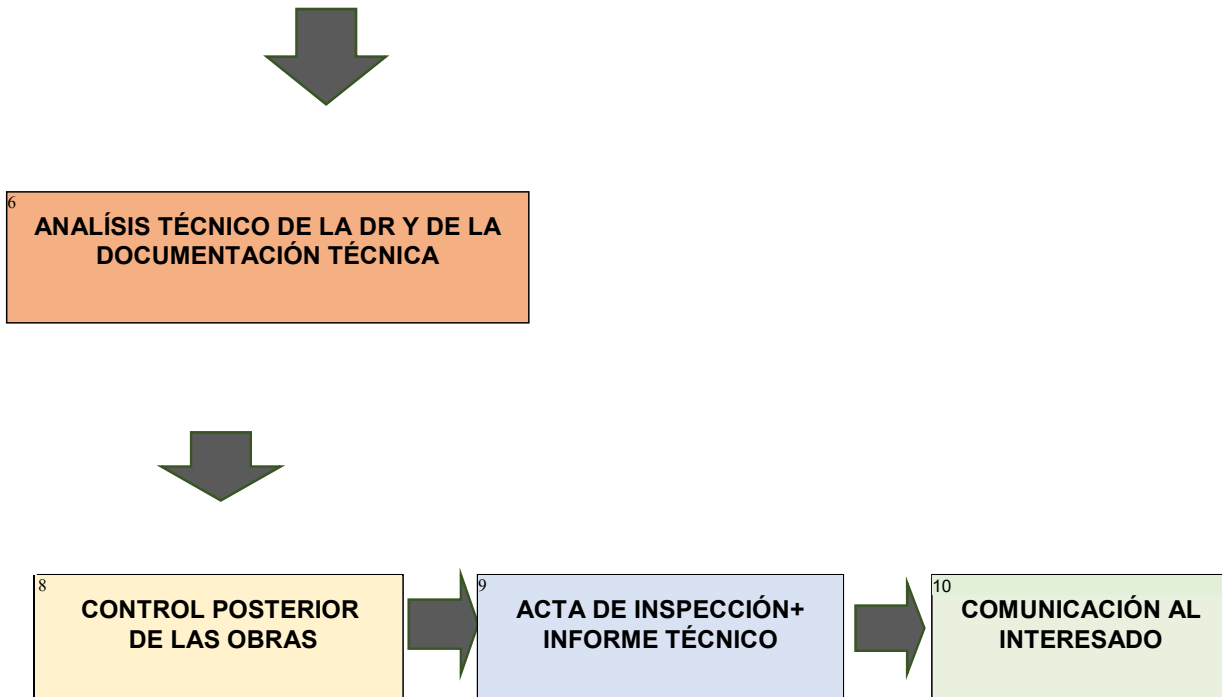 6
ANALÍSIS TÉCNICO DE LA DR Y DE LA
DOCUMENTACIÓN TÉCNICA
8
CONTROL POSTERIOR
DE LAS OBRAS
9
ACTA DE INSPECCIÓN+
INFORME TÉCNICO
10
COMUNICACIÓN AL
INTERESADO